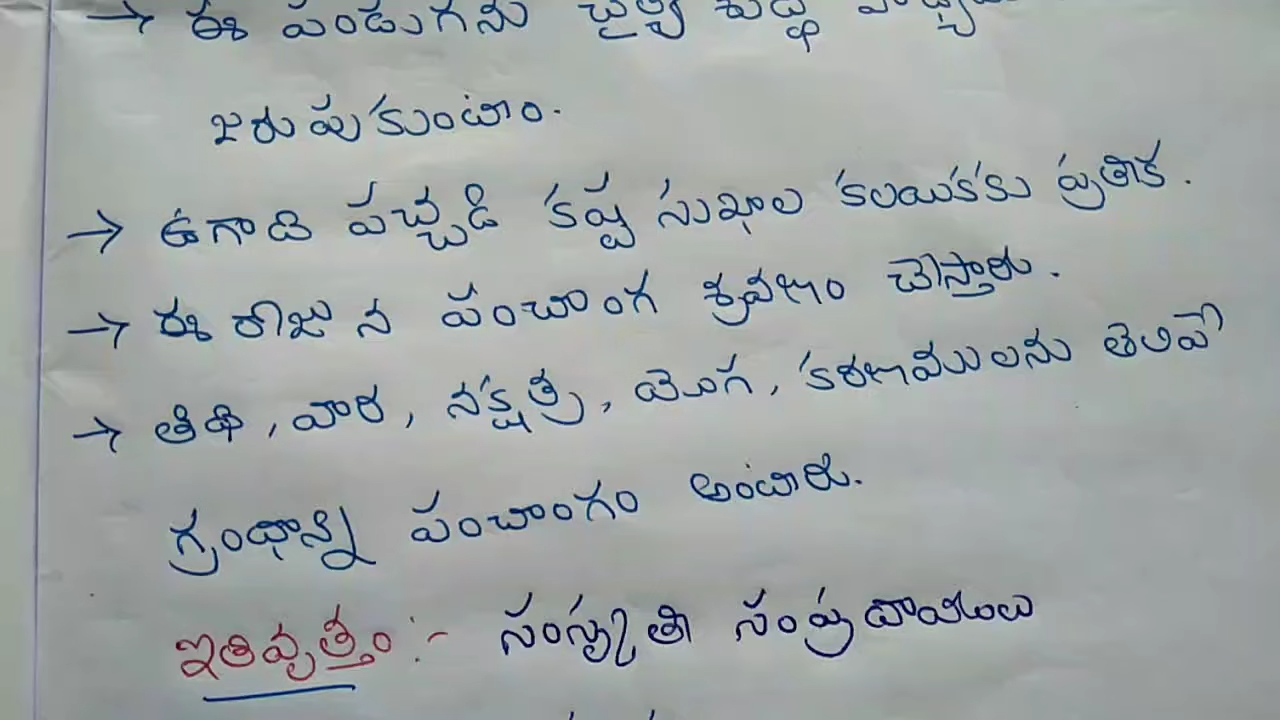 → ఈ పండుగను చైత్ర శుద్ధ
జరుపుకుంటాం.
→ ఉగాది పచ్చడి కష్ట సుఖాల కలయికకు ప్రతీక.
→ ఈ రోజు న పంచాంగ శ్రవణం చేస్తారు.
→ తిథి, వార, నక్షత్ర, యోగ, కరణములను తెలిపే
గ్రంథాన్ని పంచాంగం అంటారు.
ఇతివృత్తం :- సంస్కృతి సంప్రదాయాలు